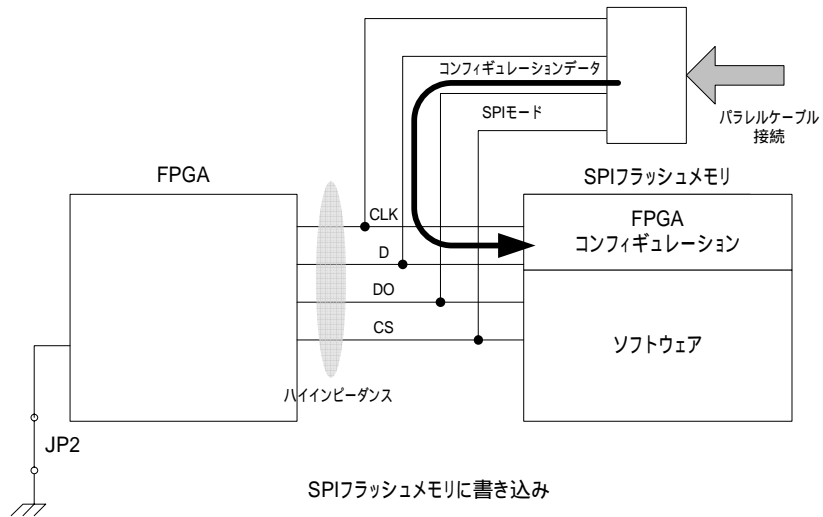 コンフィギュレーションデータ
SPIモード
パラレルケーブル
接続
FPGA
SPIフラッシュメモリ
CLK
FPGA
コンフィギュレーション
D
DO
CS
ソフトウェア
ハイインピーダンス
JP2
SPIフラッシュメモリに書き込み